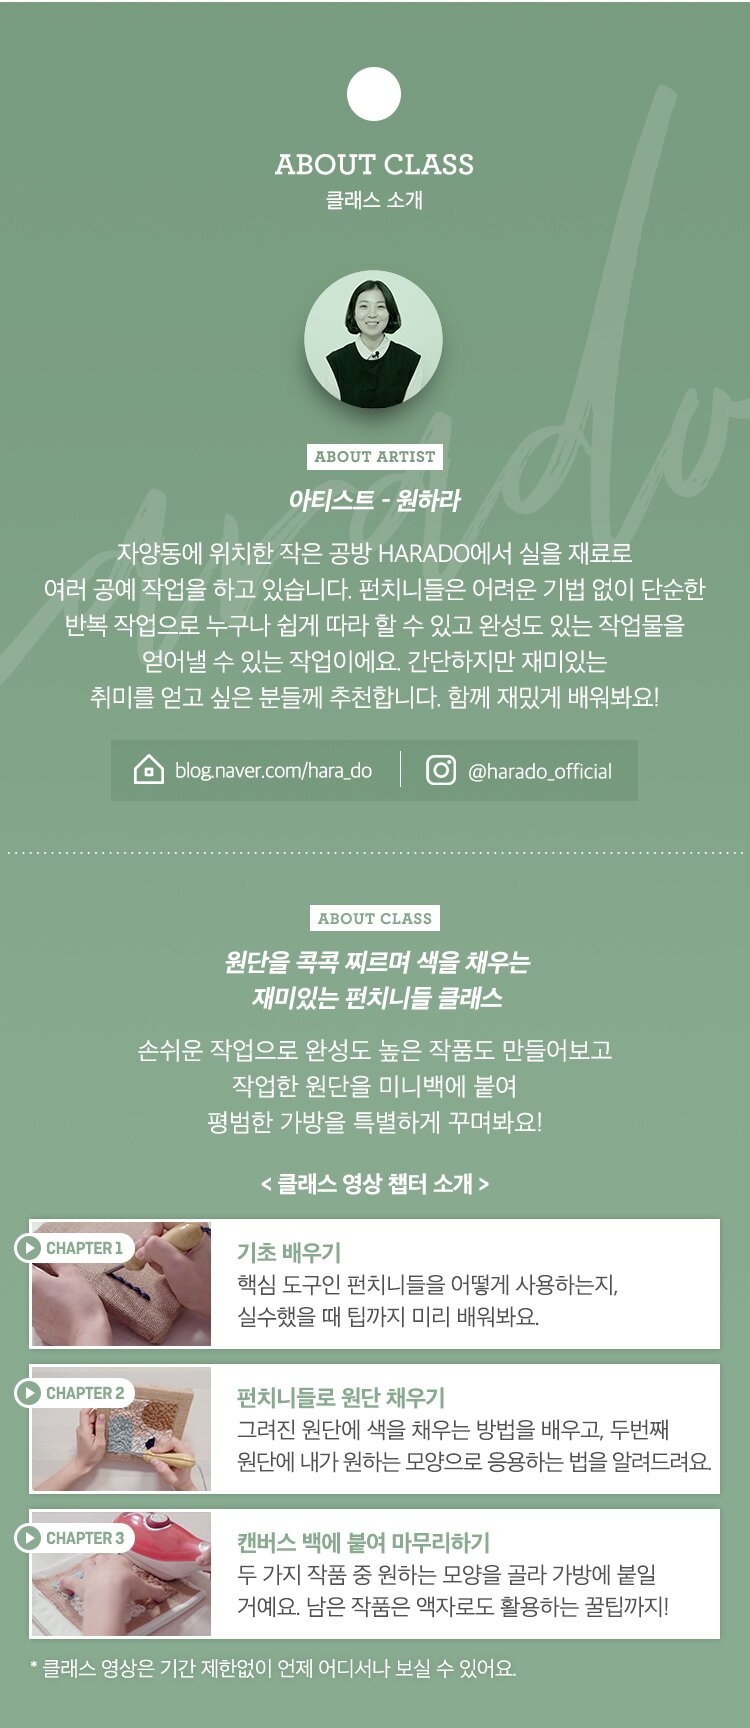 ABOUT CLASS
클래스 소개
ABOUT ARTIST
아티스트 - 원하라
자양동에 위치한 작은 공방 HARADO에서 실을 재료로
여러 공예 작업을 하고 있습니다. 펀치니들은 어려운 기법 없이 단순한
반복 작업으로 누구나 쉽게 따라 할 수 있고 완성도 있는 작업물을
얻어낼 수 있는 작업이에요. 간단하지만 재미있는
취미를 얻고 싶은 분들께 추천합니다. 함께 재밌게 배워봐요!
blog.naver.com/hara_do
@harado_official
ABOUT CLASS
원단을 콕콕 찌르며 색을 채우는
재미있는 펀치니들 클래스
손쉬운 작업으로 완성도 높은 작품도 만들어보고
작업한 원단을 미니백에 붙여
평범한 가방을 특별하게 꾸며봐요!
< 클래스 영상 챕터 소개 >
CHAPTER 1
기초 배우기
핵심 도구인 펀치니들을 어떻게 사용하는지,
실수했을 때 팁까지 미리 배워봐요.
CHAPTER 2
펀치니들로 원단 채우기
그려진 원단에 색을 채우는 방법을 배우고, 두번째
원단에 내가 원하는 모양으로 응용하는 법을 알려드려요.
CHAPTER 3
캔버스 백에 붙여 마무리하기
두 가지 작품 중 원하는 모양을 골라 가방에 붙일
거예요. 남은 작품은 액자로도 활용하는 꿀팁까지!
* 클래스 영상은 기간 제한없이 언제 어디서나 보실 수 있어요.
arado